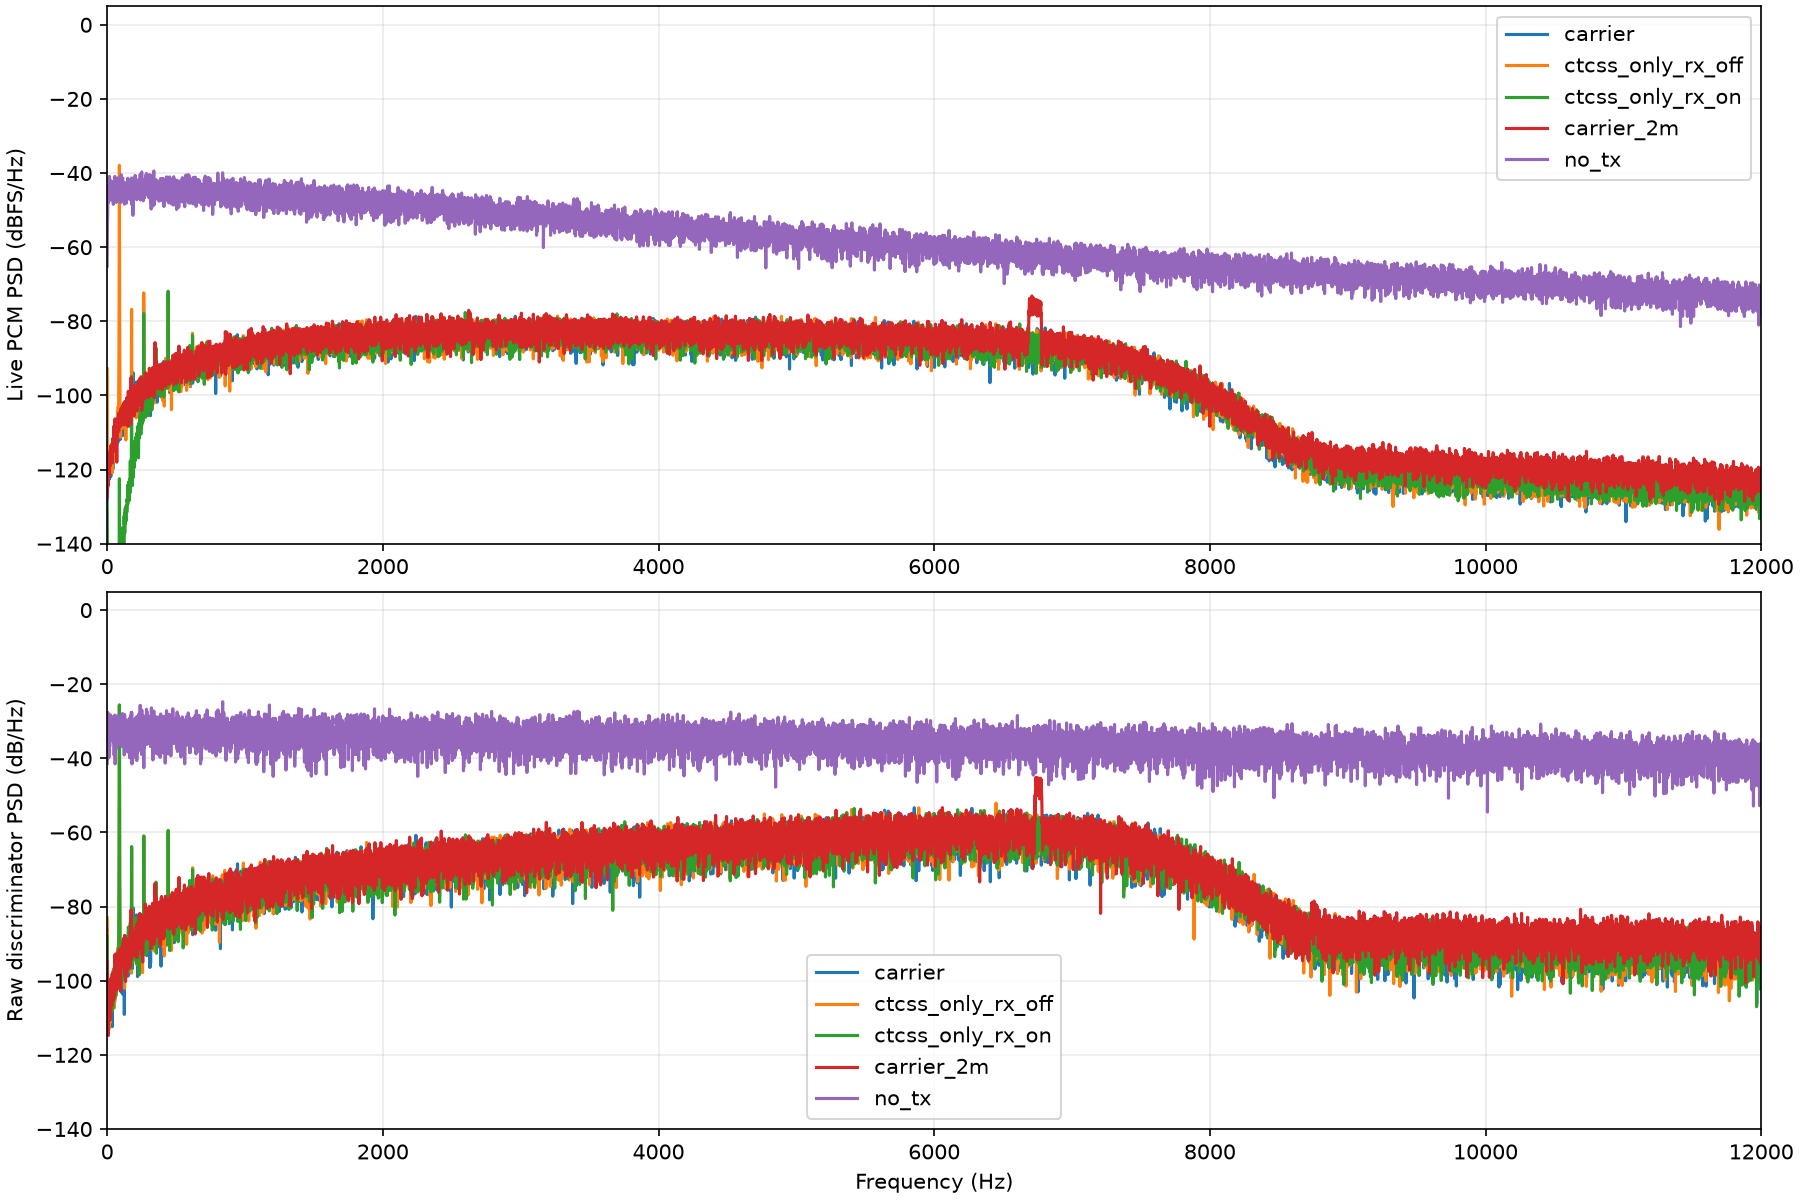 Live PCM PSD (dBFS/Hz)
0
−20
−40
−60
−80
−100
−120
−140
carrier
ctcss_only_rx_off
ctcss_only_rx_on
carrier_2m
no_tx
0 2000 4000 6000 8000 10000 12000
Raw discriminator PSD (dB/Hz)
0
−20
−40
−60
−80
−100
−120
−140
carrier
ctcss_only_rx_off
ctcss_only_rx_on
carrier_2m
no_tx
0 2000 4000 6000 8000 10000 12000
Frequency (Hz)